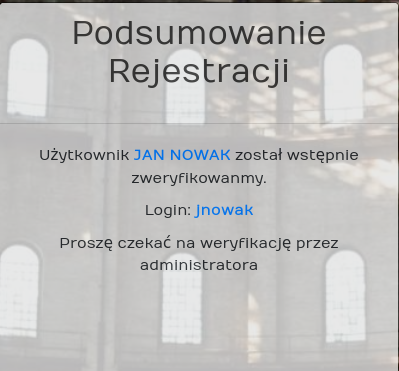 Podsumowanie
Rejestracji
Użytkownik JAN NOWAK został wstępnie
zweryfikowanmy.
Login: jnowak
Proszę czekać na weryfikację przez
administratora